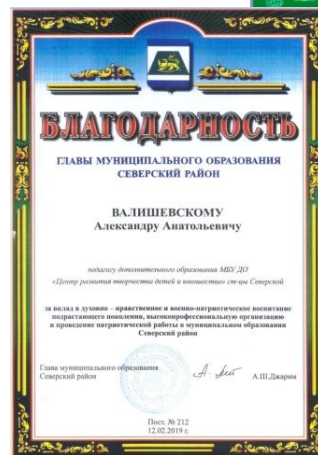 БЛАГОДАРНОСТЬ
ГЛАВЫ МУНИЦИПАЛЬНОГО ОБРАЗОВАНИЯ
СЕВЕРСКИЙ РАЙОН
ВАЛИШЕВСКОМУ
Александру Анатольевичу
педагогу дополнительного образования МБУ ДО
«Центр развития творчества детей и юношества» ст-цы Северской
за вклад в духовно – нравственное и военно-патриотическое воспитание
подрастающего поколения, высокопрофессиональную организацию
и проведение патриотической работы в муниципальном образовании
Северский район
Глава муниципального образования
Северский район
А.Ш.Джарим
Пост. № 212
12.02.2019 г.